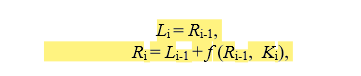 Li = Ri-1,
Ri = Li-1 + f (Ri-1, Ki),